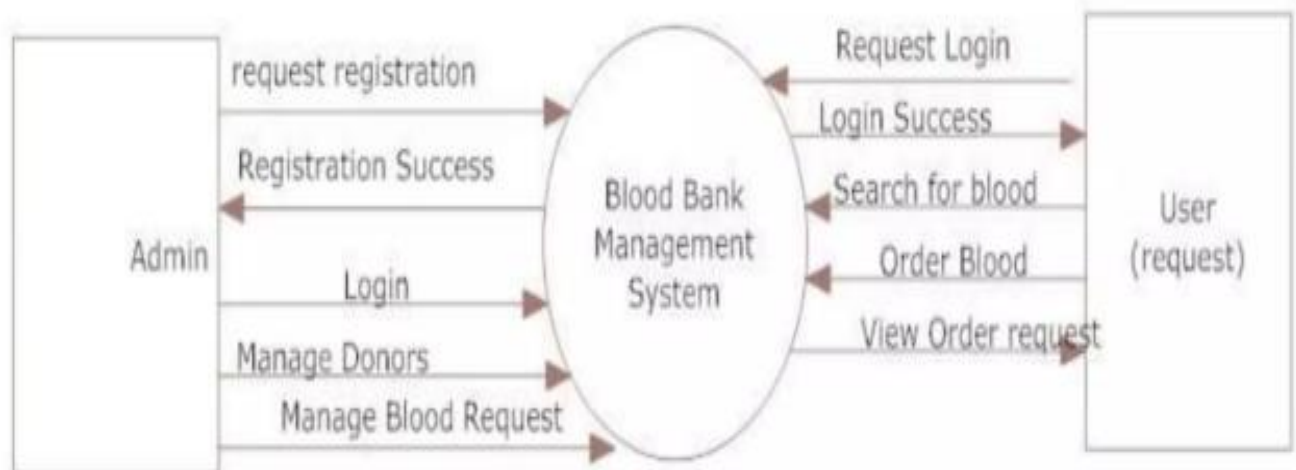 request registration
Registration Success
Admin
Login
Manage Donors
Manage Blood Request
Blood Bank
Management
System
Request Login
Login Success
Search for blood
Order Blood
View Order request
User
(request)